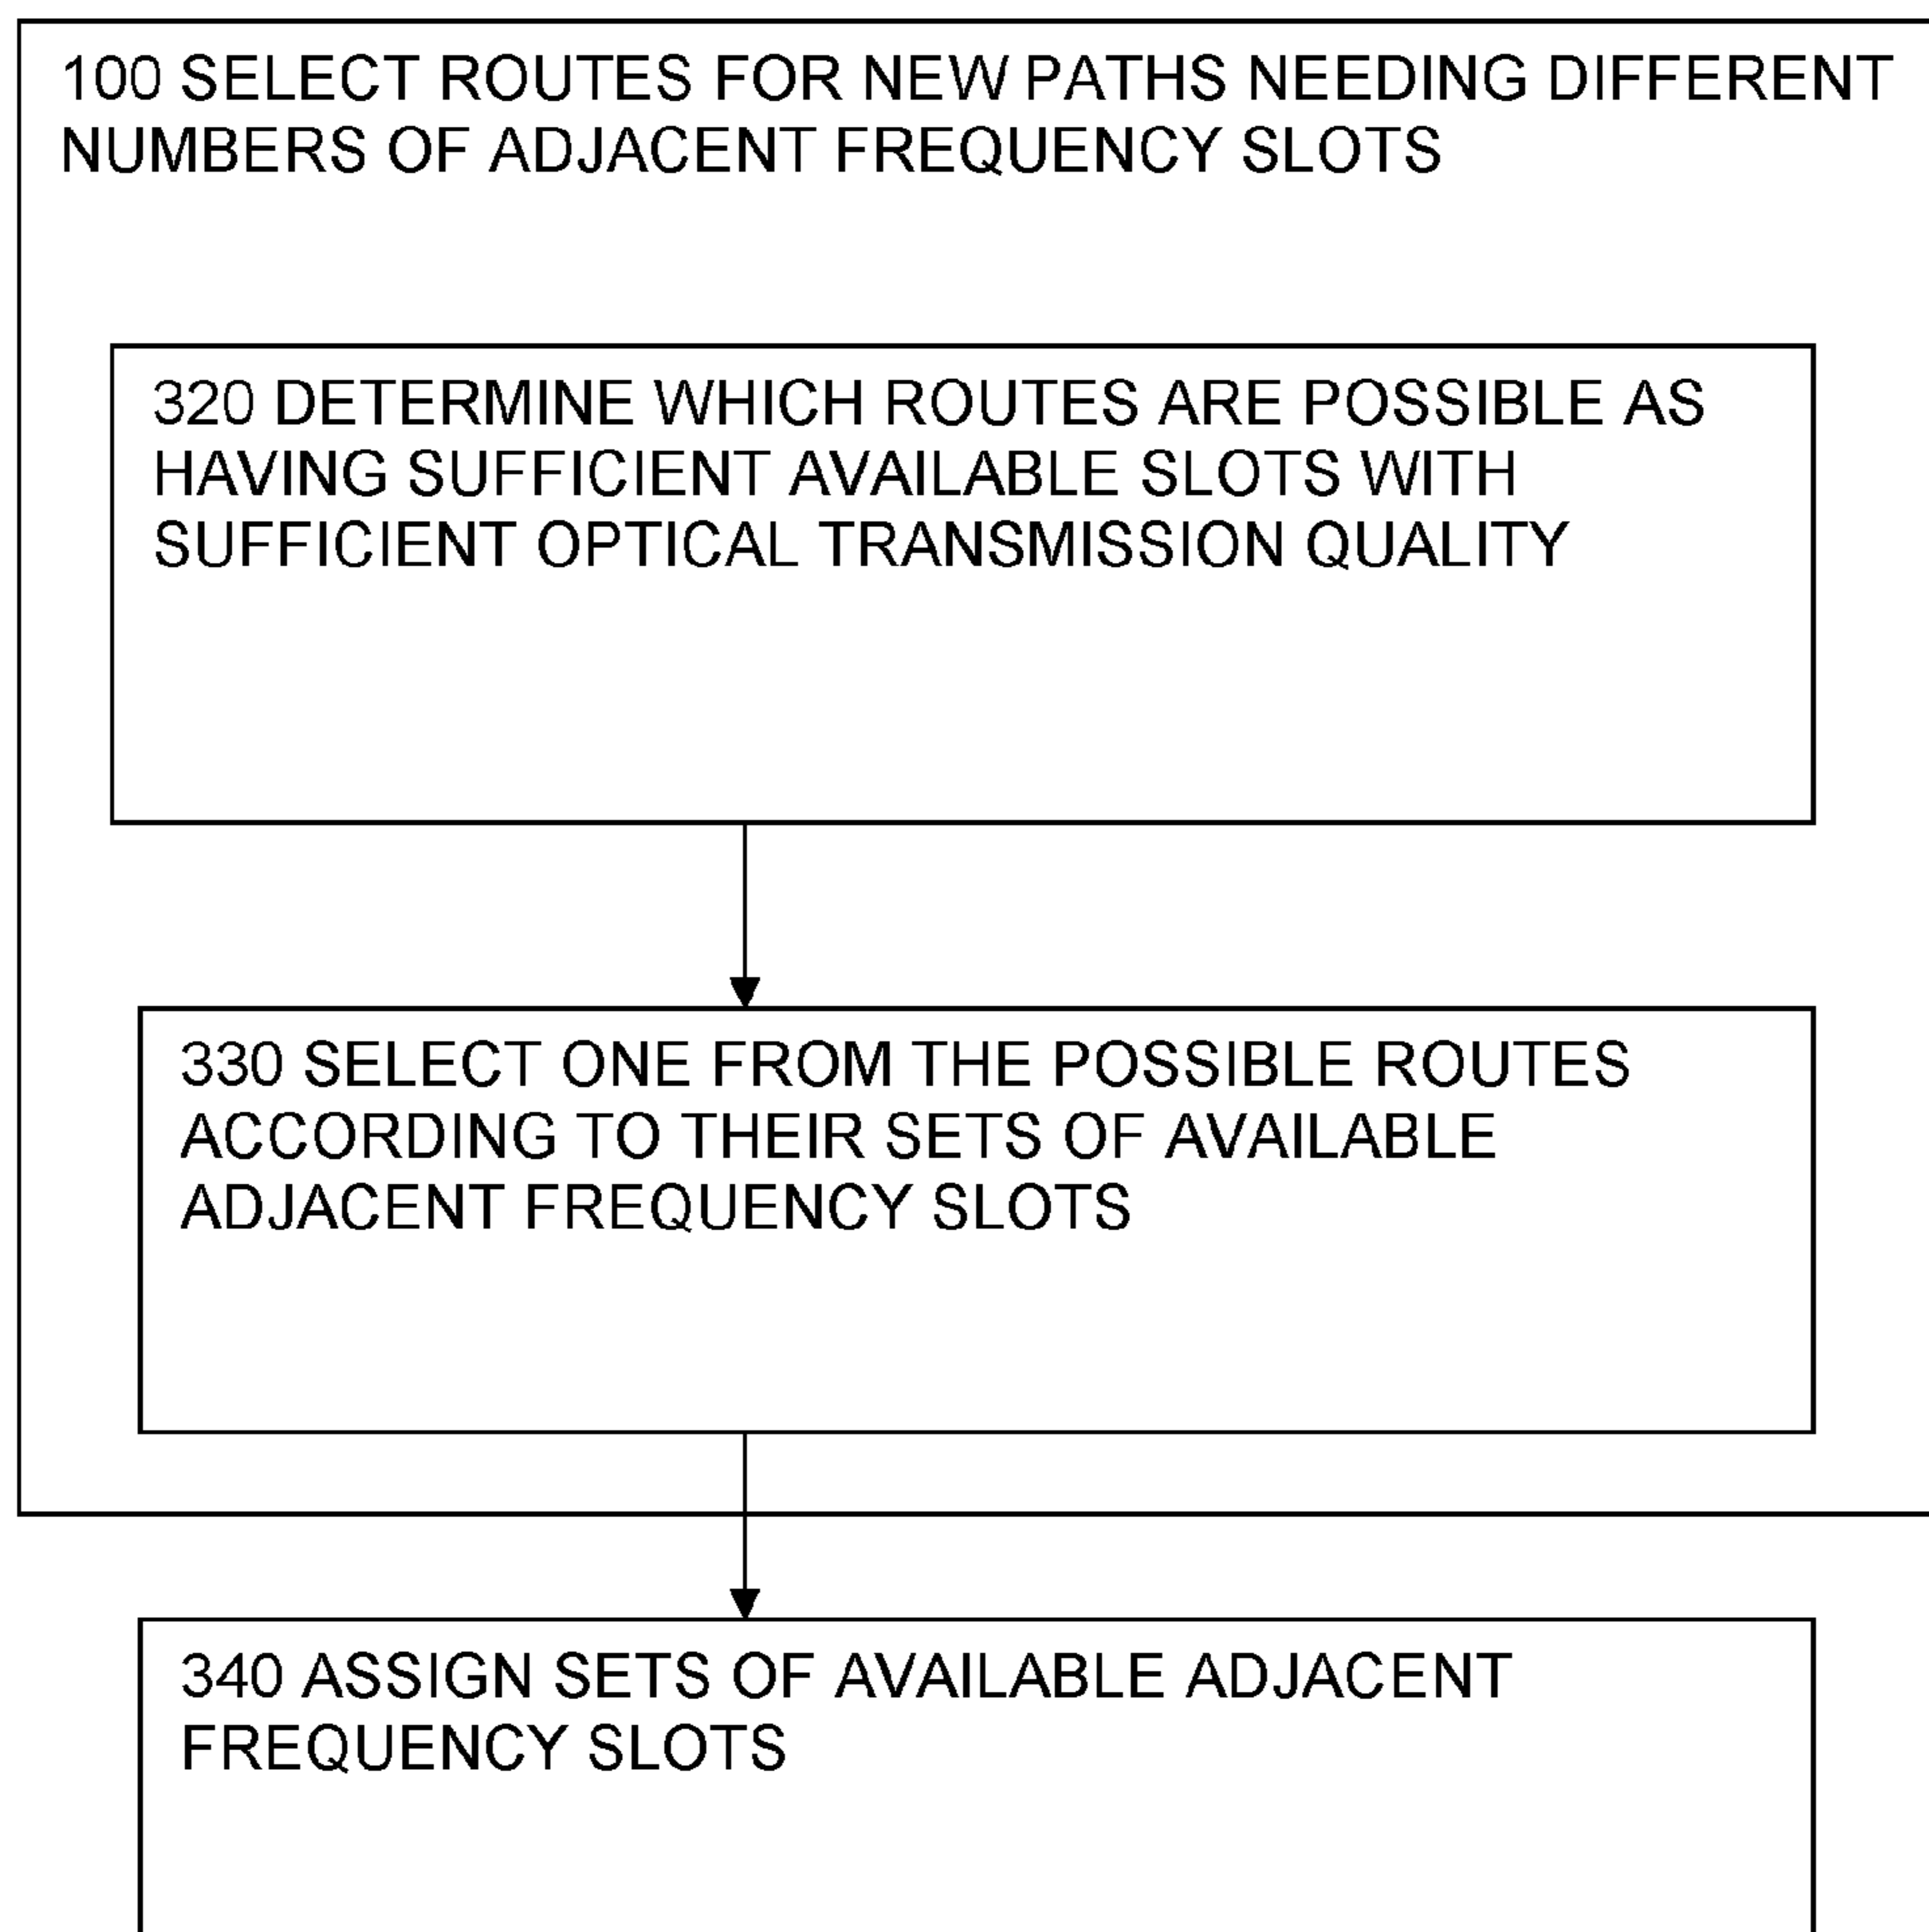 100 SELECT ROUTES FOR NEW PATHS NEEDING DIFFERENT
NUMBERS OF ADJACENT FREQUENCY SLOTS
320 DETERMINE WHICH ROUTES ARE POSSIBLE AS
HAVING SUFFICIENT AVAILABLE SLOTS WITH
SUFFICIENT OPTICAL TRANSMISSION QUALITY
330 SELECT ONE FROM THE POSSIBLE ROUTES
ACCORDING TO THEIR SETS OF AVAILABLE
ADJACENT FREQUENCY SLOTS
340 ASSIGN SETS OF AVAILABLE ADJACENT
FREQUENCY SLOTS